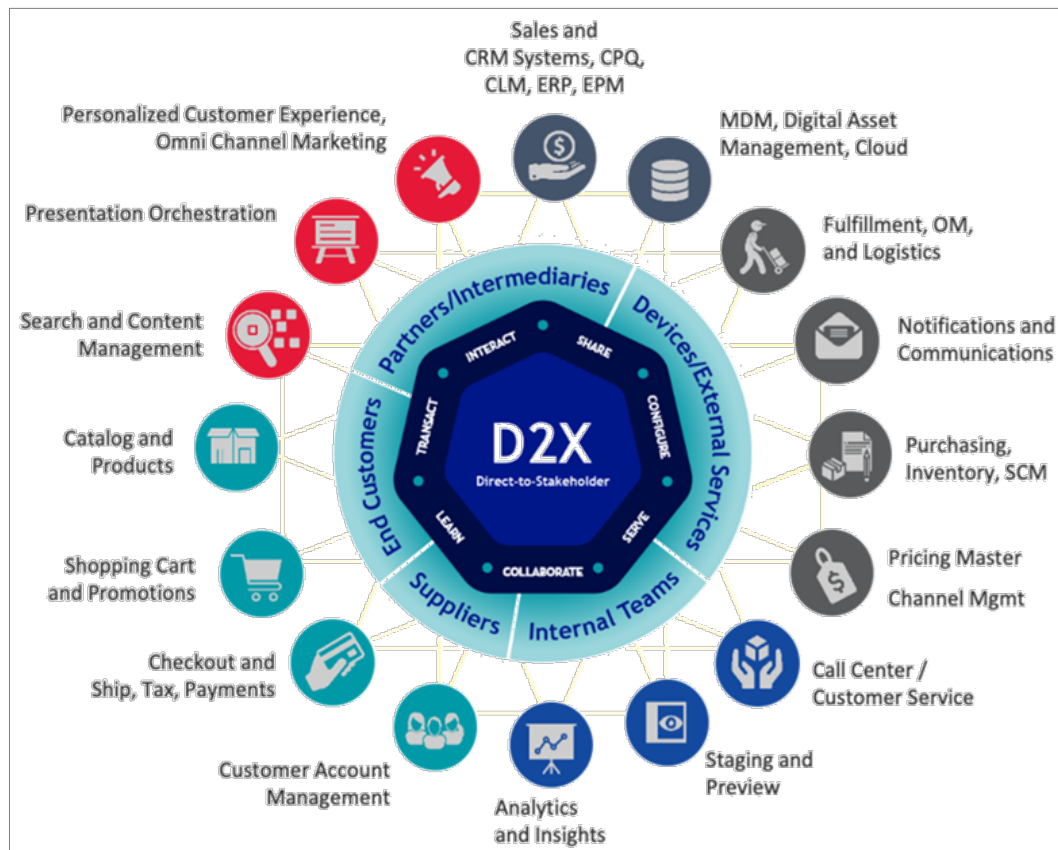 Sales and
CRM Systems, CPQ,
CLM, ERP, EPM
Personalized Customer Experience,
Omni Channel Marketing
MDM, Digital Asset
Management, Cloud
Presentation Orchestration
Fulfillment, OM,
and Logistics
Search and Content
Management
Notifications and
Communications
Catalog and
Products
Purchasing,
Inventory, SCM
Shopping Cart
and Promotions
Pricing Master
Channel Mgmt
Checkout and
Ship, Tax, Payments
Call Center /
Customer Service
Customer Account
Management
Staging and
Preview
Analytics
and Insights
Partners/Intermediaries
Devices/External Services
Internal Teams
Suppliers
End Customers
INTERACT
SHARE
CONFIGURE
SERVE
COLLABORATE
LEARN
TRANSACT
D2X
Direct-to-Stakeholder